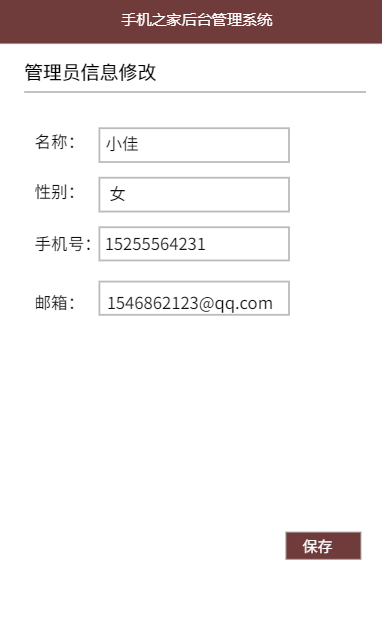 手机之家后台管理系统
管理员信息修改
名称： 小佳
性别： 女
手机号： 15255564231
邮箱： 1546862123@qq.com
保存